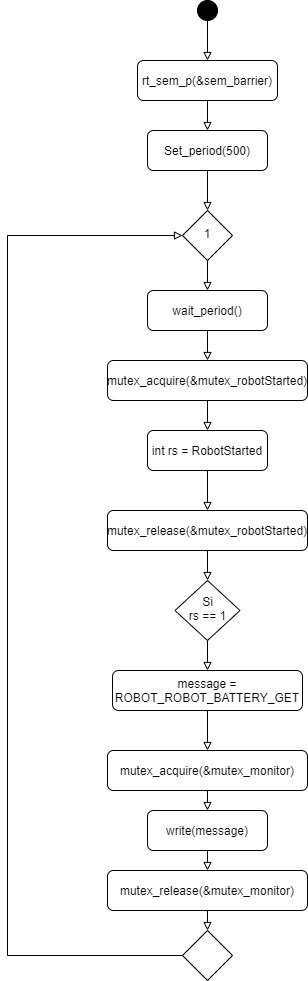 rt_sem_p(&sem_barrier)
Set_period(500)
1
wait_period()
mutex_acquire(&mutex_robotStarted)
int rs = RobotStarted
mutex_release(&mutex_robotStarted)
Si
rs == 1
message =
ROBOT_ROBOT_BATTERY_GET
mutex_acquire(&mutex_monitor)
write(message)
mutex_release(&mutex_monitor)